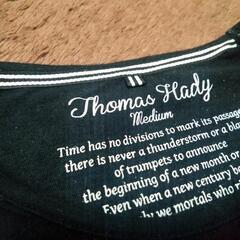 Thomas Hady
Medium
Time has no divisions to mark its passage
there is never a thunderstorm or a bla
of trumpets to announce
the beginning of a new month or
Even when a new century be
we mortals who r